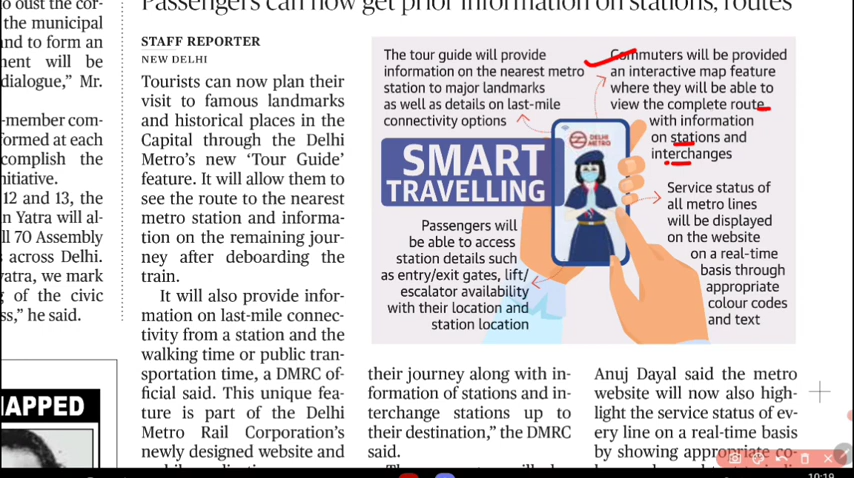 Passengers can now get prior information on stations, routes
to oust the cor-
the municipal
and to form an
ment will be
dialogue,” Mr.
-member com-
formed at each
complish the
nitiative.
12 and 13, the
n Yatra will al-
ll 70 Assembly
across Delhi.
yatra, we mark
of the civic
ss,” he said.
APPED
STAFF REPORTER
NEW DELHI
Tourists can now plan their
visit to famous landmarks
and historical places in the
Capital through the Delhi
Metro’s new ‘Tour Guide’
feature. It will allow them to
see the route to the nearest
metro station and informa-
tion on the remaining jour-
ney after deboarding the
train.
It will also provide infor-
mation on last-mile connec-
tivity from a station and the
walking time or public tran-
sportation time, a DMRC of-
ficial said. This unique fea-
ture is part of the Delhi
Metro Rail Corporation’s
newly designed website and
The tour guide will provide
information on the nearest metro
station to major landmarks
as well as details on last-mile
connectivity options
Commuters will be provided
an interactive map feature
where they will be able to
view the complete route
with information
on stations and
interchanges
DELHI
METRO
SMART
TRAVELLING
Service status of
all metro lines
will be displayed
on the website
on a real-time
basis through
appropriate
colour codes
and text
Passengers will
be able to access
station details such
as entry/exit gates, lift/
escalator availability
with their location and
station location
their journey along with in-
formation of stations and in-
terchange stations up to
their destination,” the DMRC
said.
Anuj Dayal said the metro
website will now also high-
light the service status of ev-
ery line on a real-time basis
by showing appropriate co-
10:19